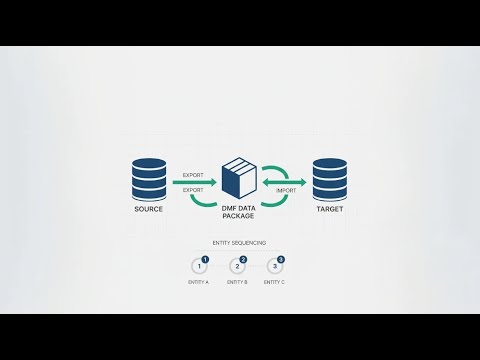 EXPORT
EXPORT
IMPORT
SOURCE
DMF DATA
PACKAGE
TARGET
ENTITY SEQUENCING
1 1
2 2
3 3
ENTITY A
ENTITY B
ENTITY C